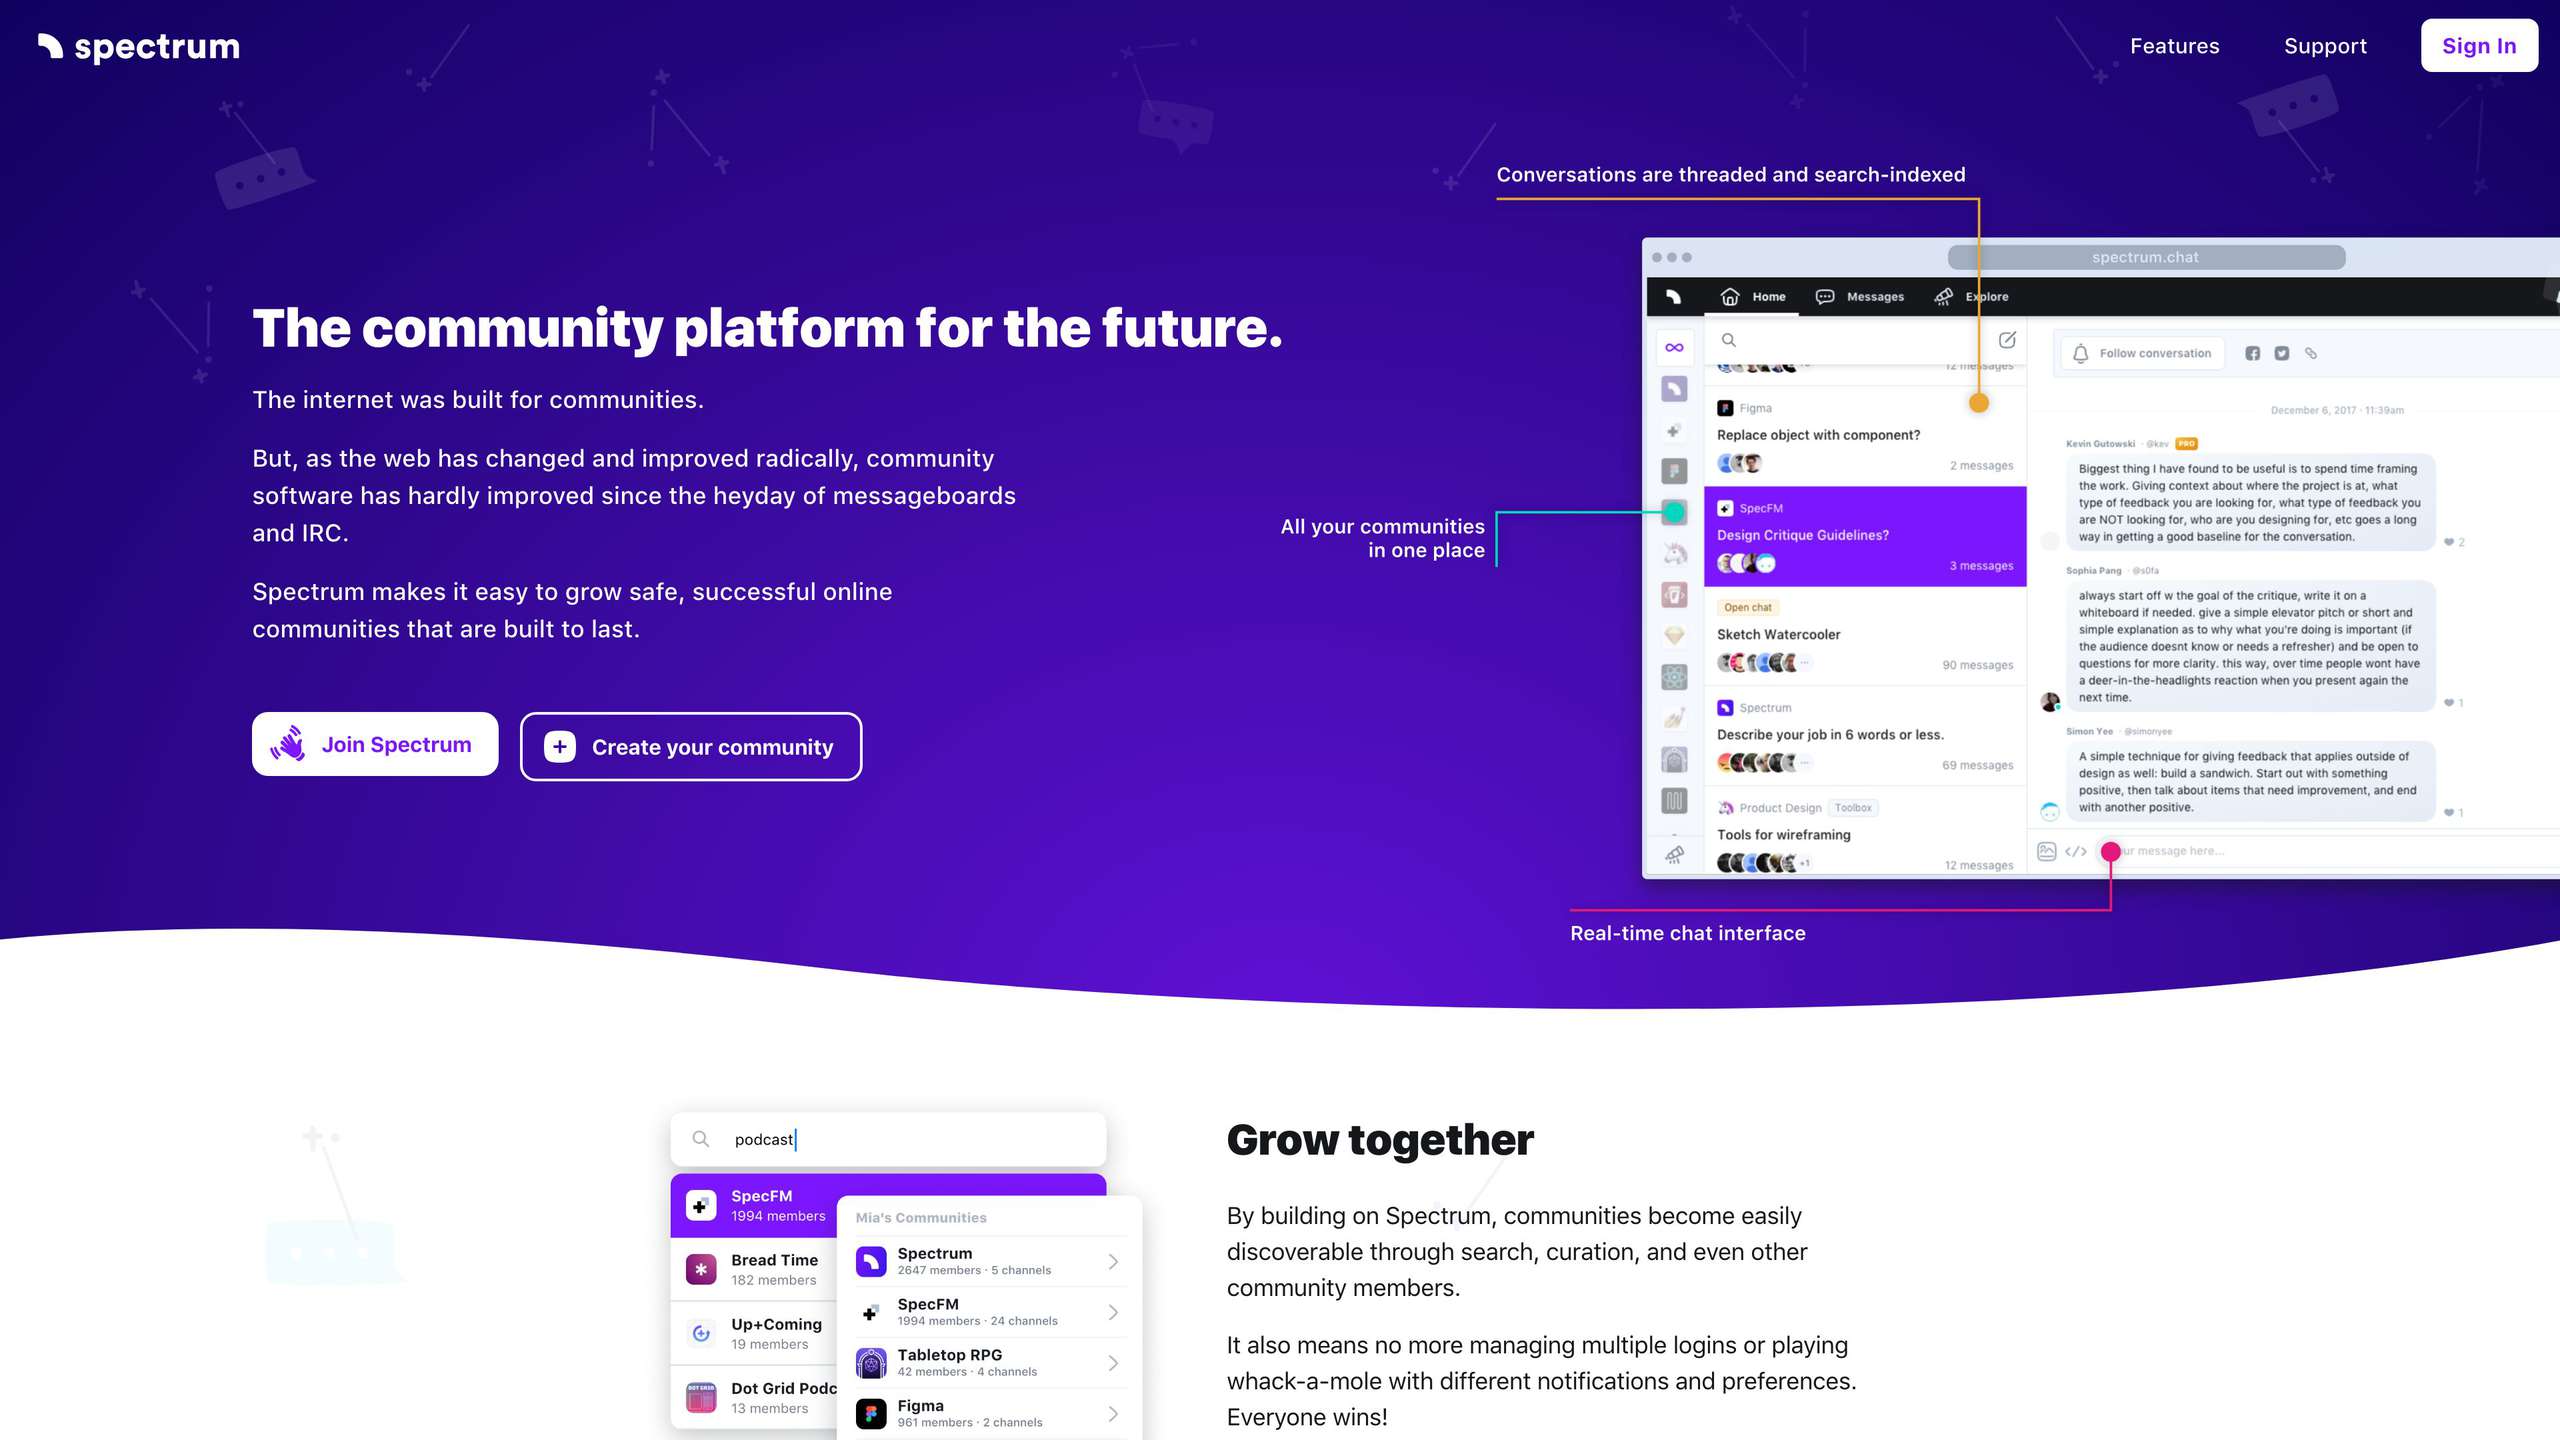 spectrum
Features
Support
Sign In
The community platform for the future.
The internet was built for communities.
But, as the web has changed and improved radically, community
software has hardly improved since the heyday of messageboards
and IRC.
Spectrum makes it easy to grow safe, successful online
communities that are built to last.
Join Spectrum
Create your community
Conversations are threaded and search-indexed
All your communities
in one place
Real-time chat interface
spectrum.chat
Home
Messages
Explore
12 messages
Figma
Replace object with component?
2 messages
SpecFM
Design Critique Guidelines?
3 messages
Open chat
Sketch Watercooler
90 messages
Spectrum
Describe your job in 6 words or less.
69 messages
Product Design
Toolbox
Tools for wireframing
+1
12 messages
Follow conversation
December 6, 2017 · 11:39am
Kevin Gutowski · @kev PRO
Biggest thing I have found to be useful is to spend time framing
the work. Giving context about where the project is at, what
type of feedback you are looking for, what type of feedback you
are NOT looking for, who are you designing for, etc goes a long
way in getting a good baseline for the conversation.
2
Sophia Pang · @s0fa
always start off w the goal of the critique, write it on a
whiteboard if needed. give a simple elevator pitch or short and
simple explanation as to why what you're doing is important (if
the audience doesnt know or needs a refresher) and be open to
questions for more clarity. this way, over time people wont have
a deer-in-the-headlights reaction when you present again the
next time.
1
Simon Yee · @simonyee
A simple technique for giving feedback that applies outside of
design as well: build a sandwich. Start out with something
positive, then talk about items that need improvement, and end
with another positive.
1
message here...
podcast
SpecFM
1994 members
Bread Time
182 members
Up+Coming
19 members
DOT GRID
Dot Grid Podc
13 members
Mia's Communities
Spectrum
2647 members · 5 channels
SpecFM
1994 members · 24 channels
Tabletop RPG
42 members · 4 channels
Figma
961 members · 2 channels
Grow together
By building on Spectrum, communities become easily
discoverable through search, curation, and even other
community members.
It also means no more managing multiple logins or playing
whack-a-mole with different notifications and preferences.
Everyone wins!